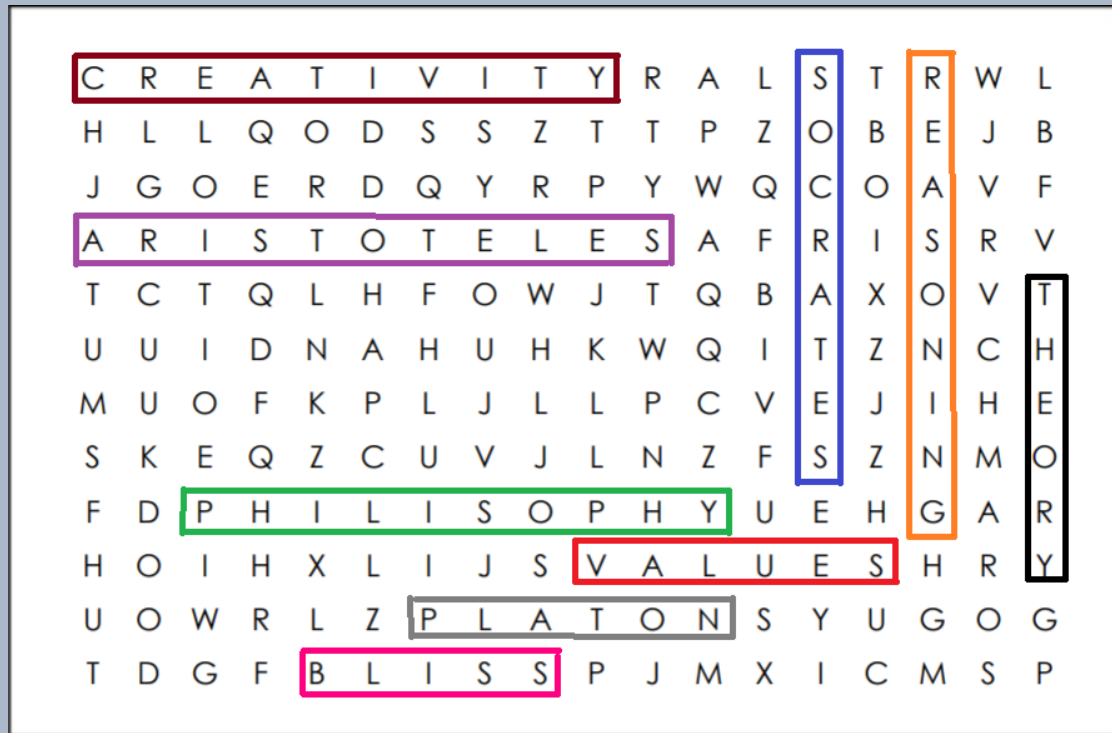 C R E A T I V I T Y R A L S T R W L
H L L Q O D S S Z T T P Z O B E J B
J G O E R D Q Y R P Y W Q C O A V F
A R I S T O T E L E S A F R I S R V
T C T Q L H F O W J T Q B A X O V T
U U I D N A H U H K W Q I T Z N C H
M U O F K P L J L L P C V E J I H E
S K E Q Z C U V J L N Z F S Z N M O
F D P H I L I S O P H Y U E H G A R
H O I H X L I J S V A L U E S H R Y
U O W R L Z P L A T O N S Y U G O G
T D G F B L I S S P J M X I C M S P